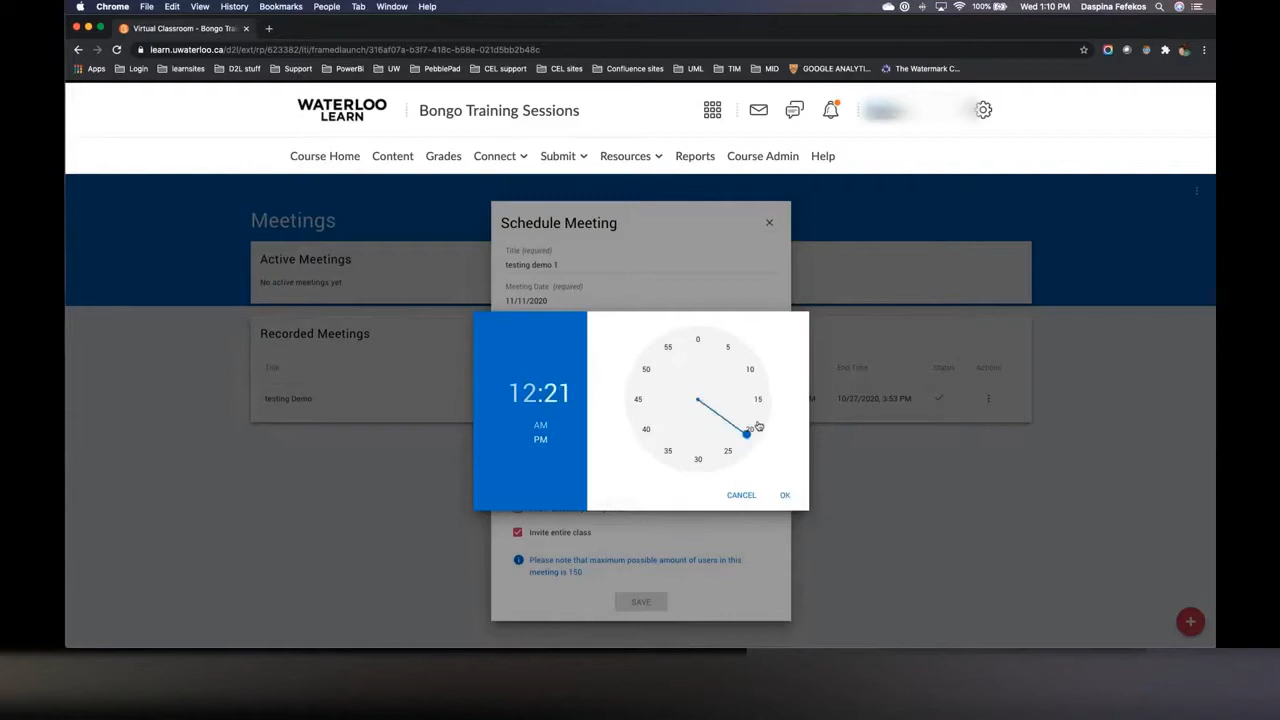 Chrome File Edit View History Bookmarks People Tab Window Help 100% Wed 1:10 PM Daspina Fefekos
Virtual Classroom - Bongo Trai
learn.uwaterloo.ca/d2l/ext/rp/623382/lti/framedlaunch/316af07a-b3f7-418c-b58e-021d5bb2b48c
Apps Login learnsites D2L stuff Support PowerBI UW PebblePad CEL support CEL sites Confluence sites UML TIM MID GOOGLE ANALYTI... The Watermark C...
WATERLOO
LEARN
Bongo Training Sessions
Course Home Content Grades Connect Submit Resources Reports Course Admin Help
Meetings
Schedule Meeting
Active Meetings
Title (required)
No active meetings yet
testing demo 1
Meeting Date (required)
11/11/2020
Recorded Meetings
Title End Time Status Actions
testing Demo M 10/27/2020, 3:53 PM
12:21
AM
PM
0
55 5
50 10
45 15
40 20
35 25
30
CANCEL OK
Invite entire class
Please note that maximum possible amount of users in this
meeting is 150
SAVE
+